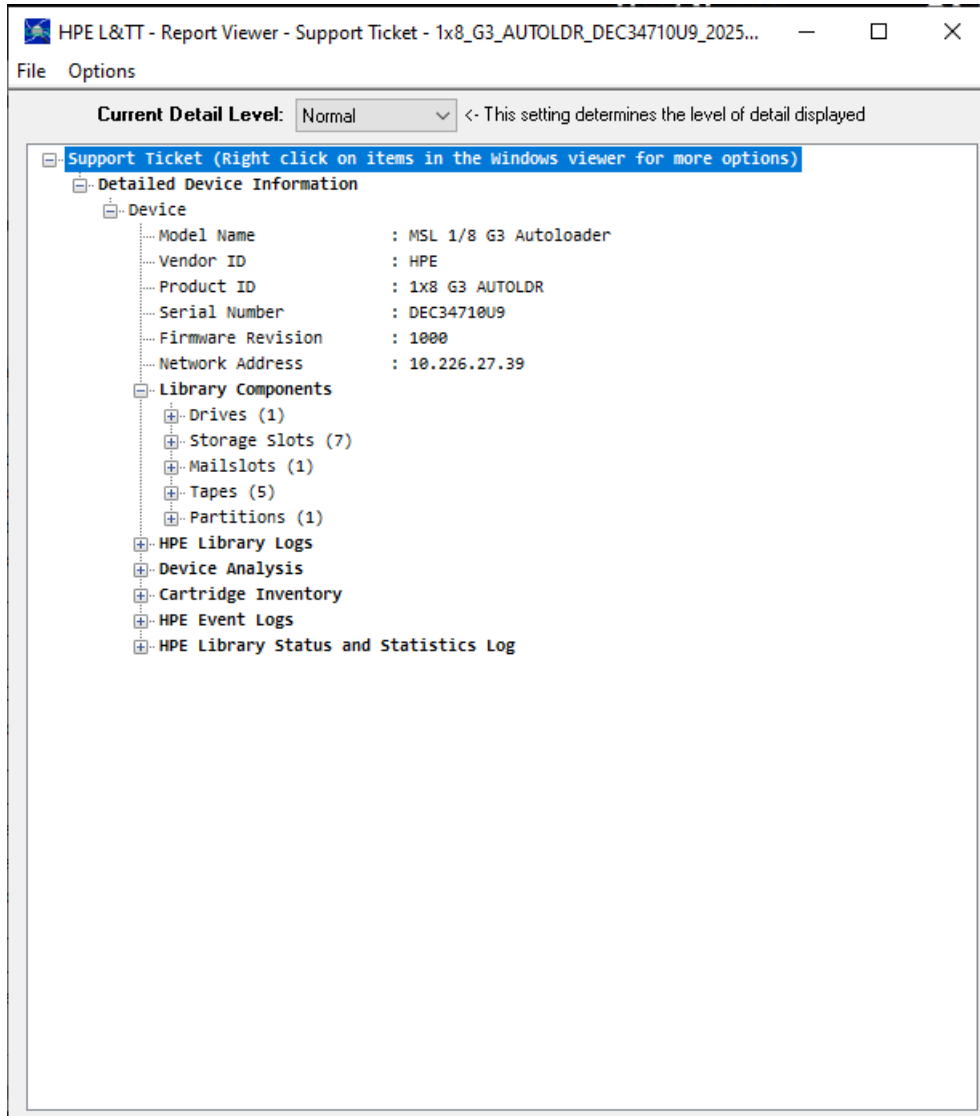 HPE L&TT - Report Viewer - Support Ticket - 1x8_G3_AUTOLDR_DEC34710U9_2025...
File Options
Current Detail Level: Normal <- This setting determines the level of detail displayed
Support Ticket (Right click on items in the Windows viewer for more options)
Detailed Device Information
Device
Model Name : MSL 1/8 G3 Autoloader
Vendor ID : HPE
Product ID : 1x8 G3 AUTOLDR
Serial Number : DEC34710U9
Firmware Revision : 1000
Network Address : 10.226.27.39
Library Components
Drives (1)
Storage Slots (7)
Mailslots (1)
Tapes (5)
Partitions (1)
HPE Library Logs
Device Analysis
Cartridge Inventory
HPE Event Logs
HPE Library Status and Statistics Log